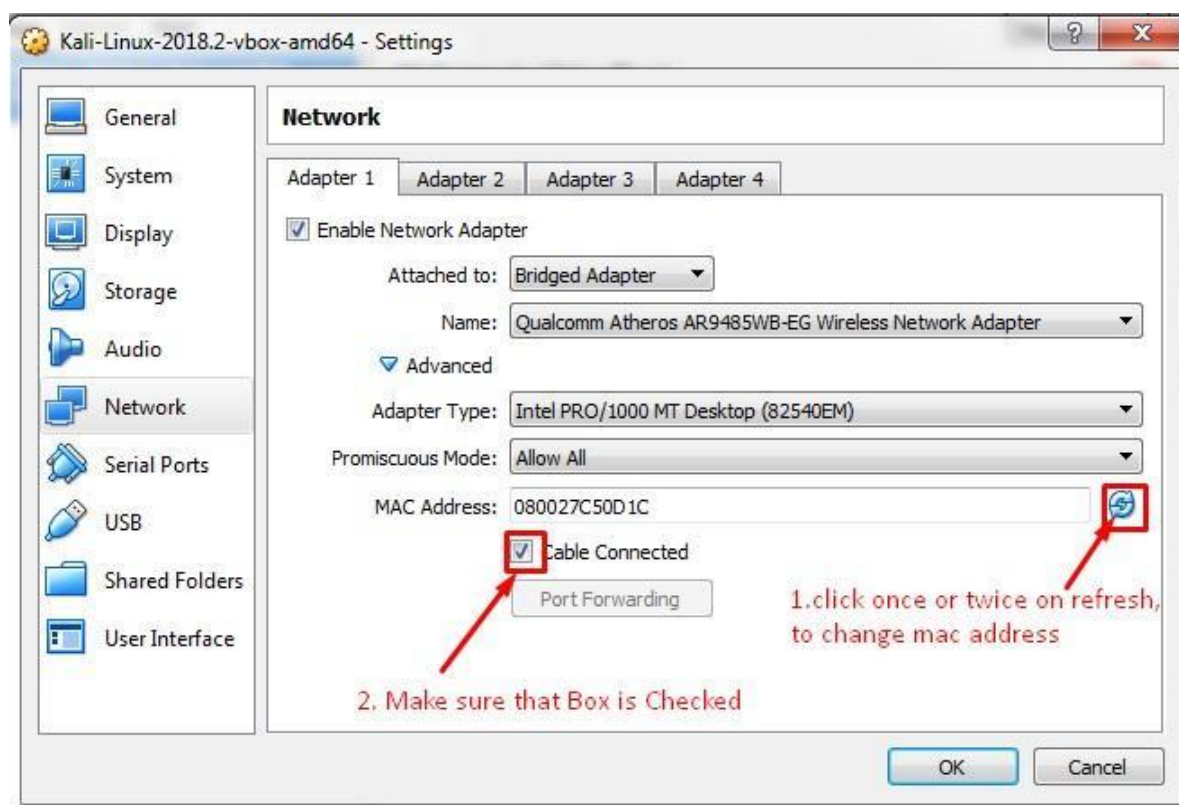 Kali-Linux-2018.2-vbox-amd64 - Settings
?
X
General
System
Display
Storage
Audio
Network
Serial Ports
USB
Shared Folders
User Interface
Network
Adapter 1
Adapter 2
Adapter 3
Adapter 4
Enable Network Adapter
Attached to: Bridged Adapter
Name: Qualcomm Atheros AR9485WB-EG Wireless Network Adapter
Advanced
Adapter Type: Intel PRO/1000 MT Desktop (82540EM)
Promiscuous Mode: Allow All
MAC Address: 080027C50D1C
Cable Connected
Port Forwarding
1.click once or twice on refresh,
to change mac address
2. Make sure that Box is Checked
OK
Cancel